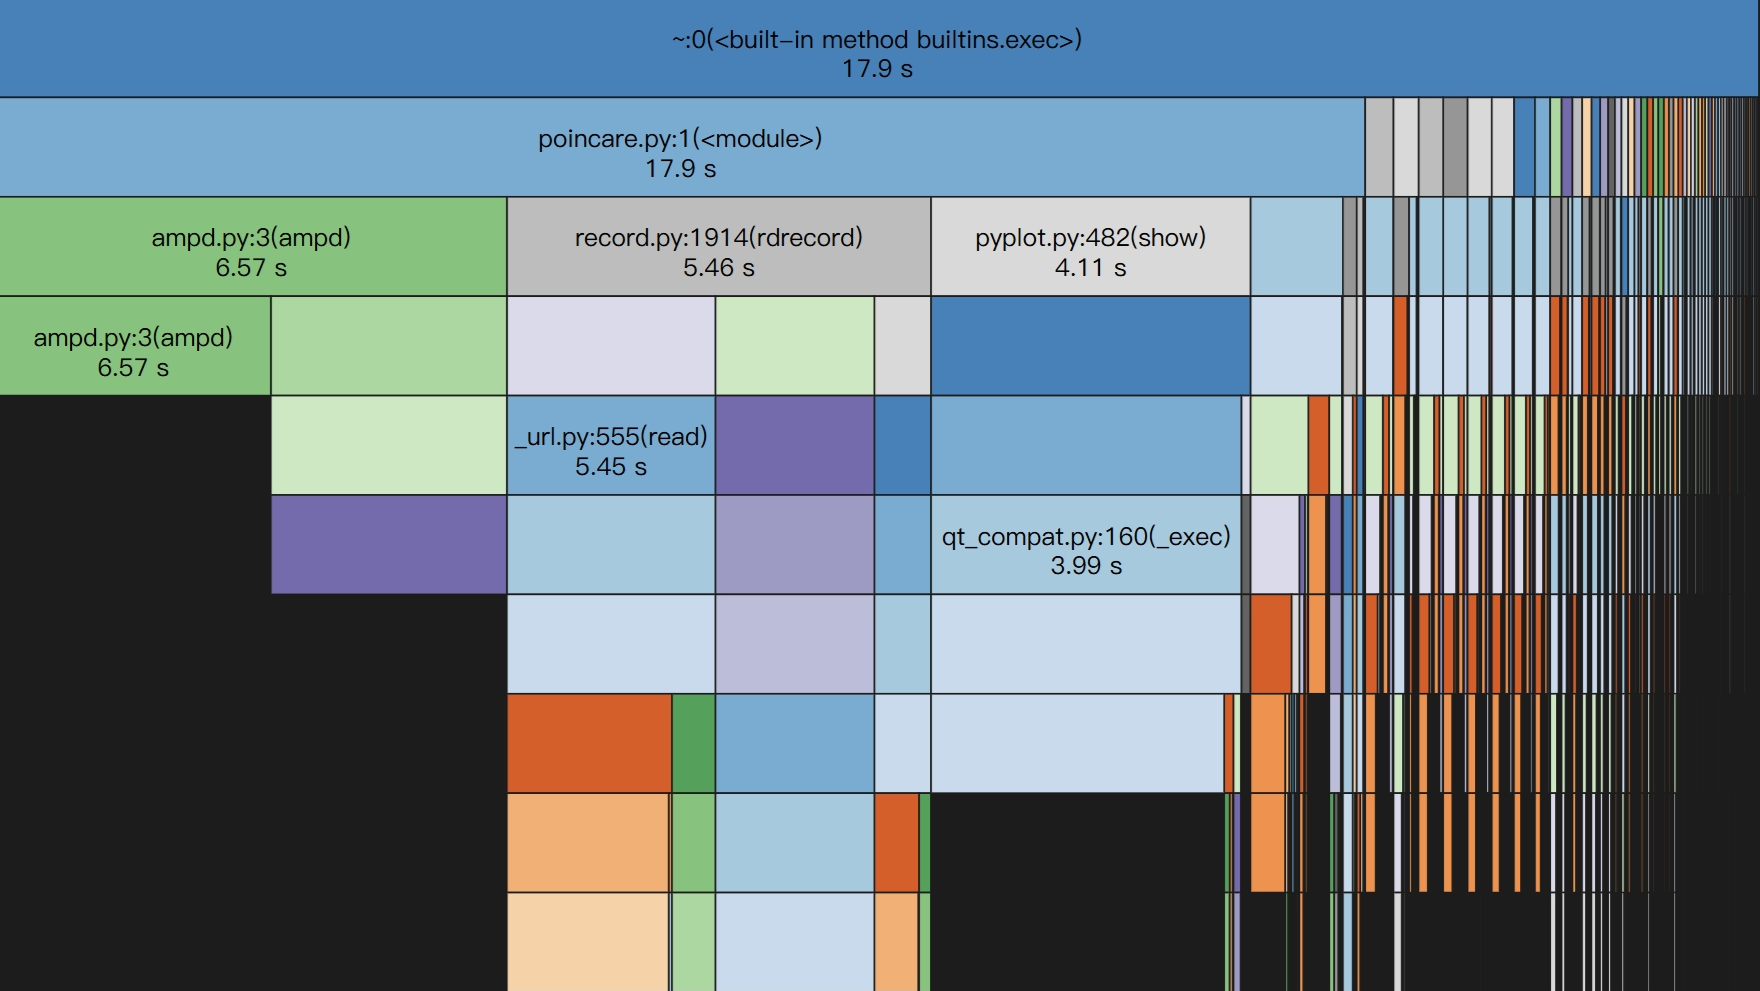 ~:0(<built-in method builtins.exec>)
17.9 s
poincare.py:1(<module>)
17.9 s
ampd.py:3(ampd)
6.57 s
record.py:1914(rdrecord)
5.46 s
pyplot.py:482(show)
4.11 s
ampd.py:3(ampd)
6.57 s
_url.py:555(read)
5.45 s
qt_compat.py:160(_exec)
3.99 s